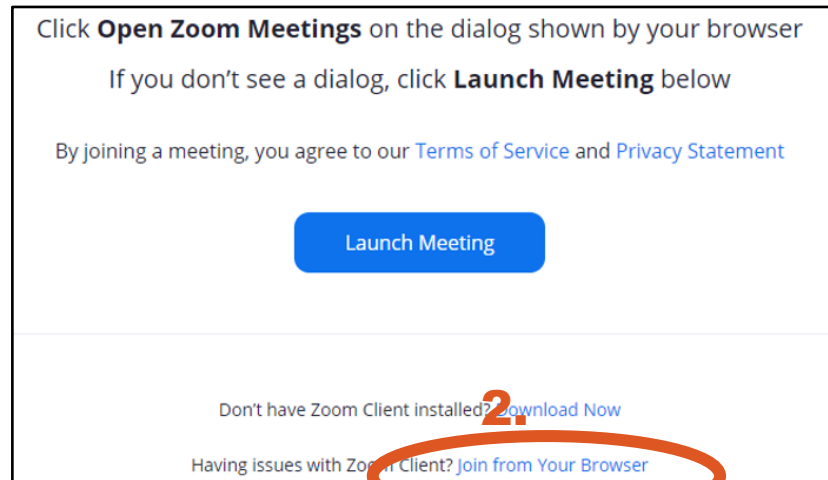 Click Open Zoom Meetings on the dialog shown by your browser
If you don’t see a dialog, click Launch Meeting below
By joining a meeting, you agree to our Terms of Service and Privacy Statement
Launch Meeting
2.
Don’t have Zoom Client installed? Download Now
Having issues with Zoom Client? Join from Your Browser